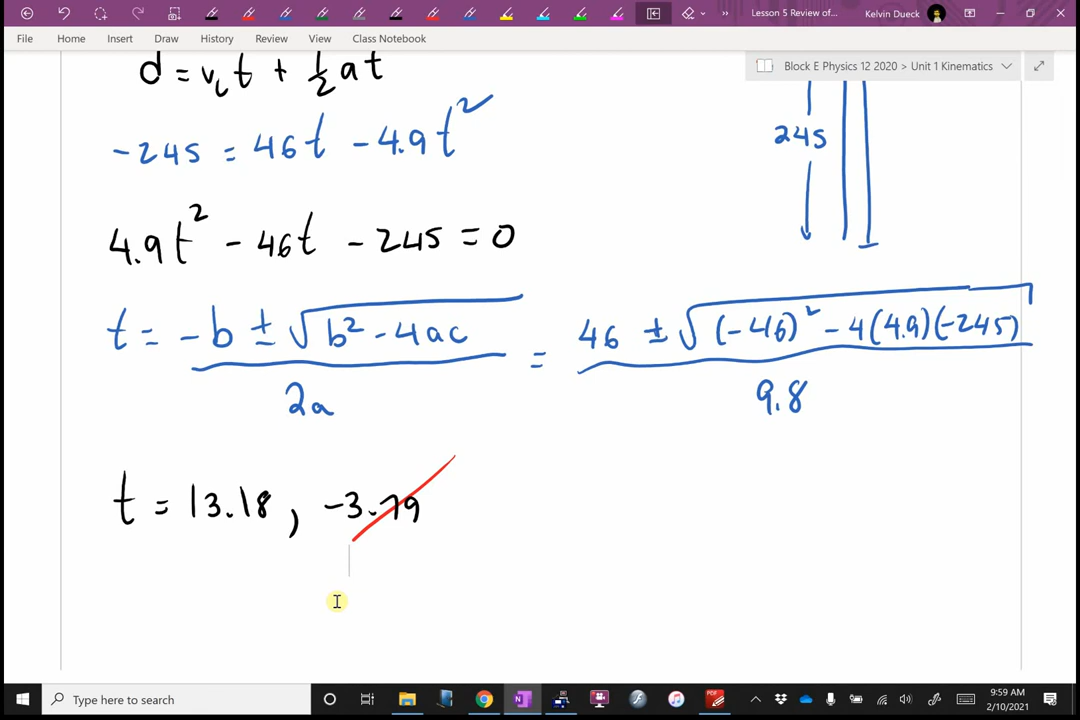 Lesson 5 Review of...
Kelvin Dueck
File Home Insert Draw History Review View Class Notebook
Block E Physics 12 2020 > Unit 1 Kinematics
d = vᵢt + ½at
-245 = 46t - 4.9t²
245
4.9t² - 46t - 245 = 0
t = -b ± √b² - 4ac / 2a = 46 ± √(-46)² - 4(4.9)(-245) / 9.8
t = 13.18, -3.79
Type here to search
9:59 AM
2/10/2021